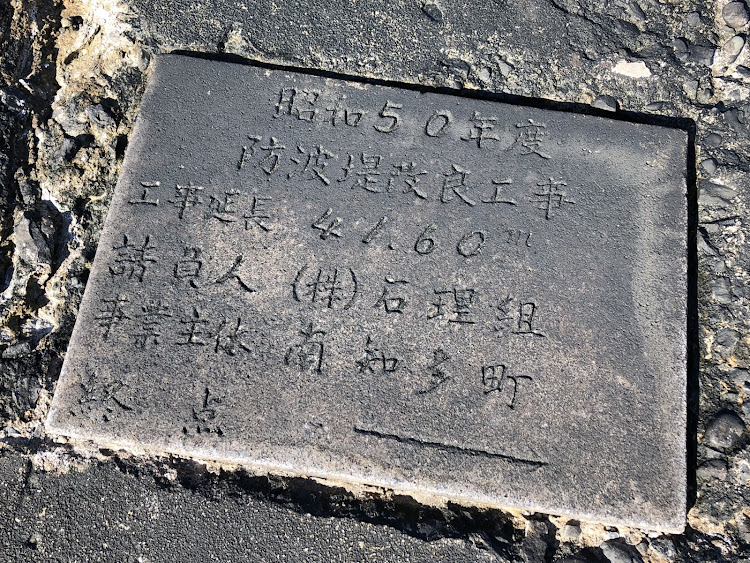 昭和50年度
防波堤改良工事
工事延長 41.60m
請負人 (株)石理組
事業主体 南知多町
終点